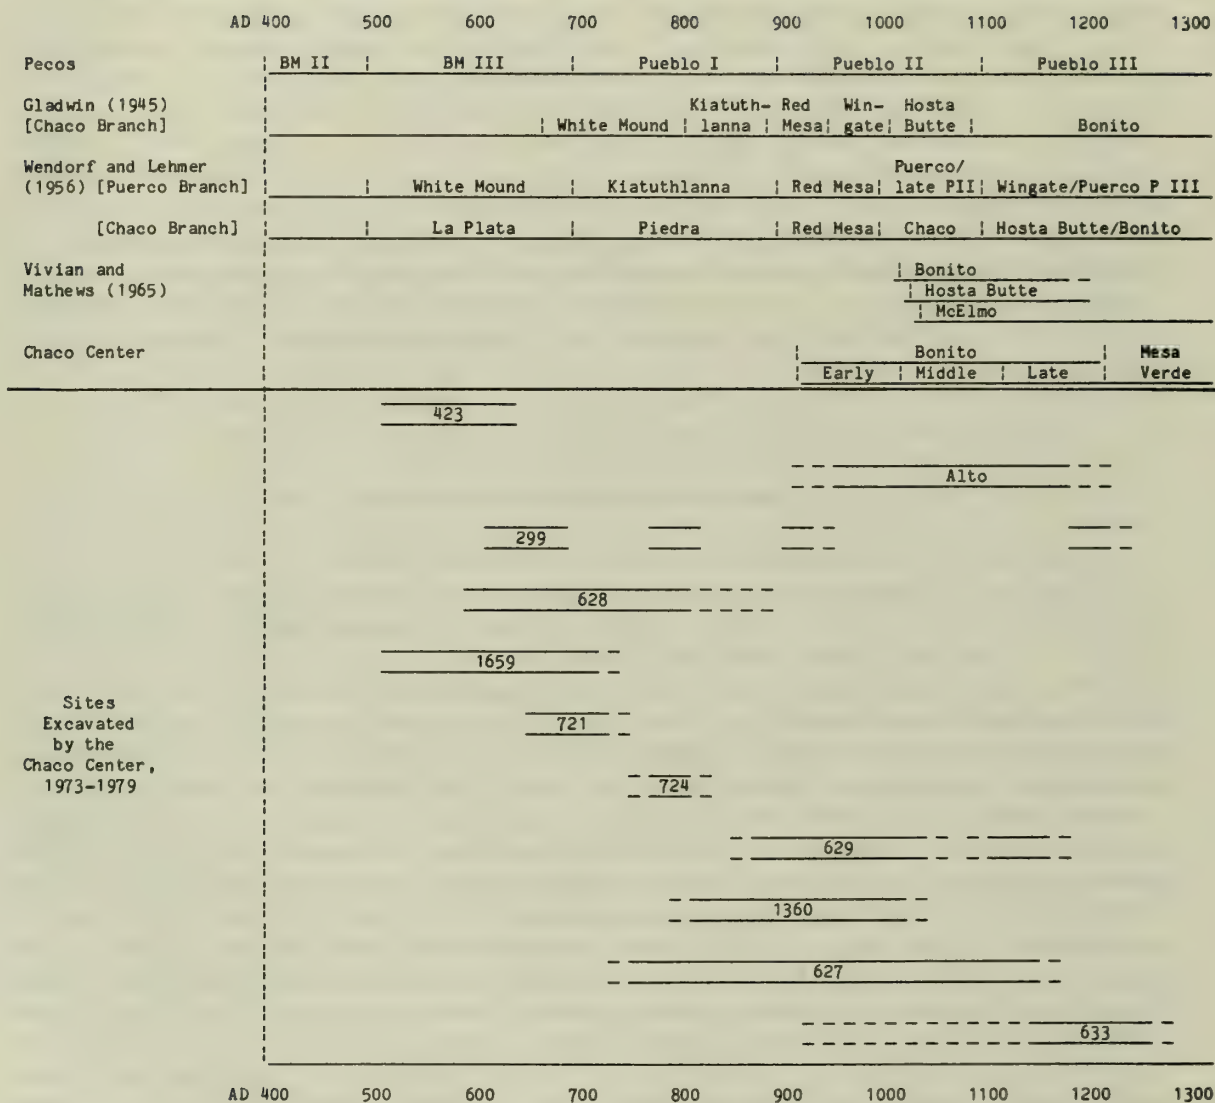 AD 400 500 600 700 800 900 1000 1100 1200 1300
Pecos BM II BM III Pueblo I Pueblo II Pueblo III
Gladwin (1945) Kiatuth- Red Win- Hosta
[Chaco Branch] White Mound lanna Mesa gate Butte Bonito
Wendorf and Lehmer Puerco/
(1956) [Puerco Branch] White Mound Kiatuthlanna Red Mesa late PII Wingate/Puerco P III
[Chaco Branch] La Plata Piedra Red Mesa Chaco Hosta Butte/Bonito
Vivian and Bonito
Mathews (1965) Hosta Butte
McElmo
Chaco Center Bonito Mesa
Early Middle Late Verde
423
Alto
299
628
1659
Sites
Excavated 721
by the
Chaco Center,
1973-1979 724
629
1360
627
633
AD 400 500 600 700 800 900 1000 1100 1200 1300